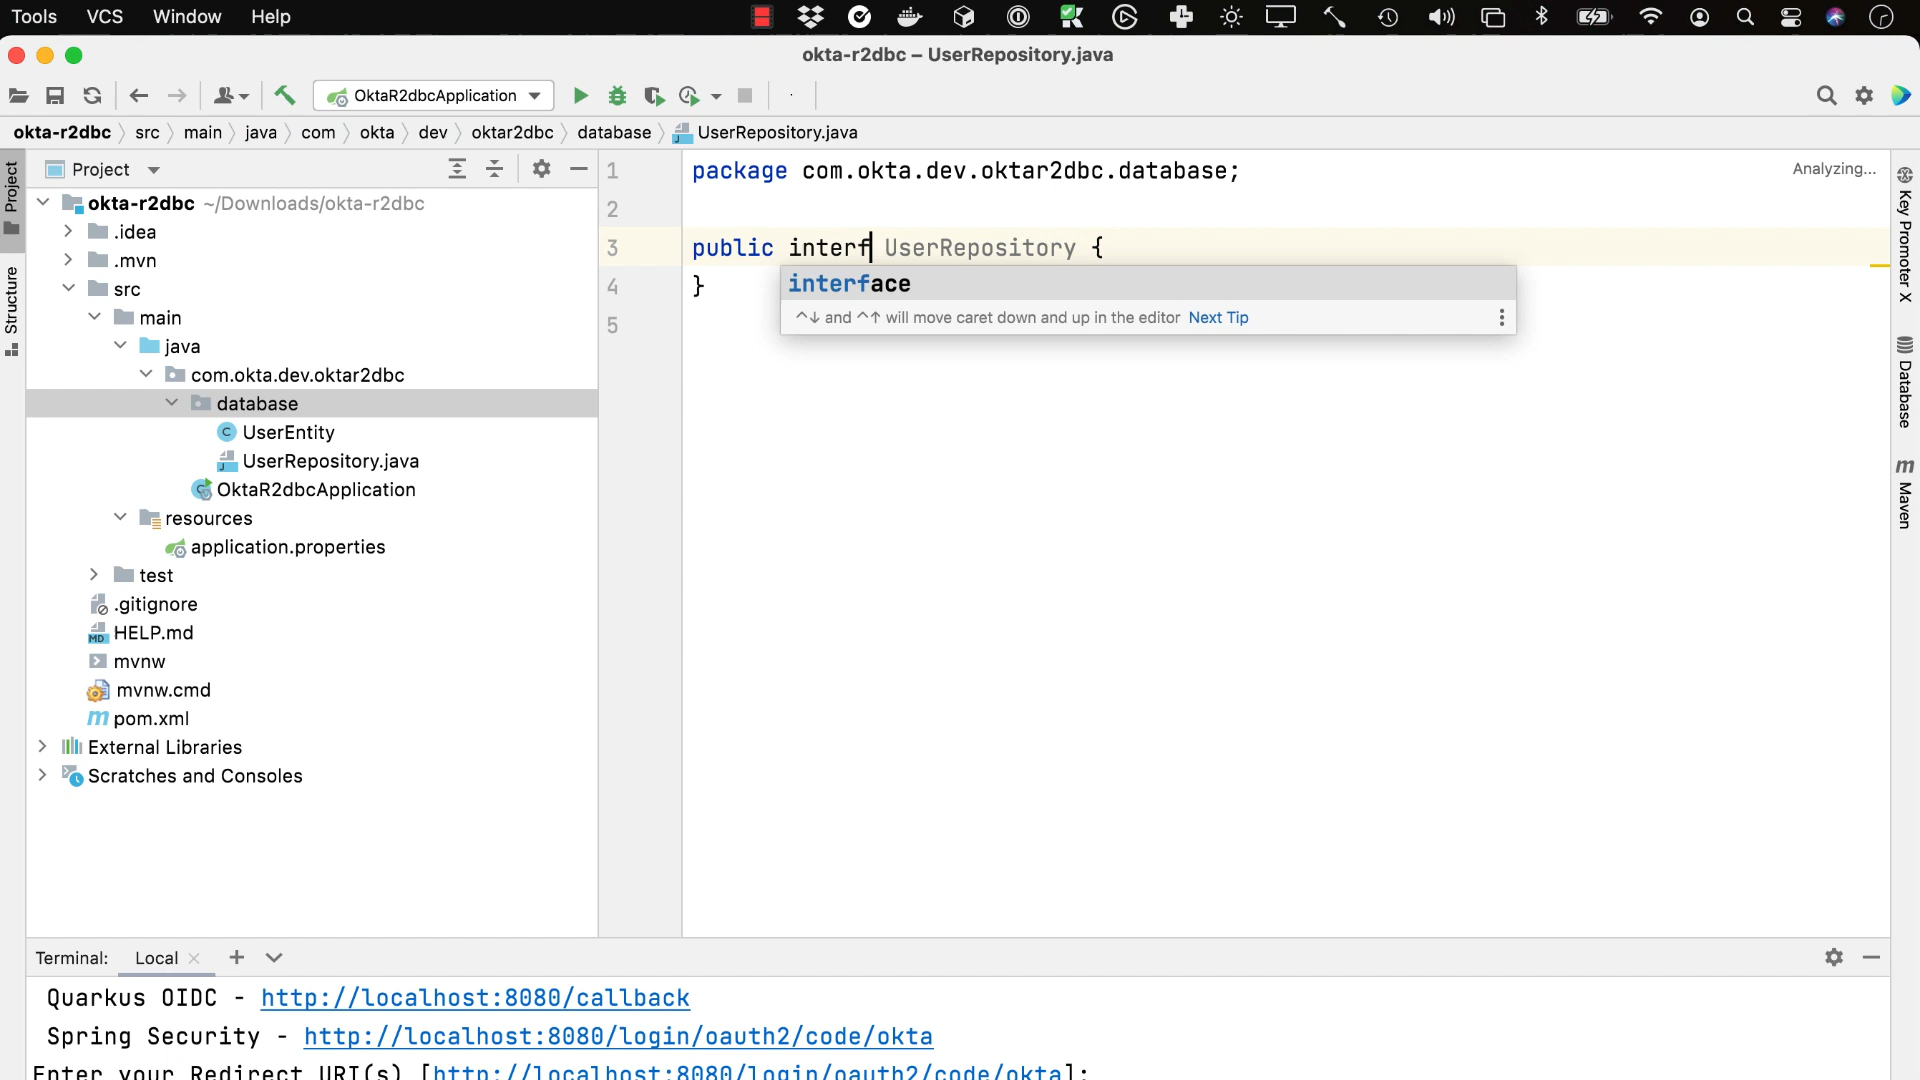 Tools VCS Window Help
okta-r2dbc – UserRepository.java
OktaR2dbcApplication
okta-r2dbc src main java com okta dev oktar2dbc database UserRepository.java
Project
Structure
Project
okta-r2dbc ~/Downloads/okta-r2dbc
.idea
.mvn
src
main
java
com.okta.dev.oktar2dbc
database
UserEntity
UserRepository.java
OktaR2dbcApplication
resources
application.properties
test
.gitignore
HELP.md
mvnw
mvnw.cmd
pom.xml
External Libraries
Scratches and Consoles
1 package com.okta.dev.oktar2dbc.database;
2
3 public interf UserRepository {
4 }
5
interface
^↓ and ^↑ will move caret down and up in the editor Next Tip
Analyzing...
Key Promoter X
Database
Maven
Terminal: Local
Quarkus OIDC - http://localhost:8080/callback
Spring Security - http://localhost:8080/login/oauth2/code/okta
Enter your Redirect URI(s) [http://localhost:8080/login/oauth2/code/okta]: